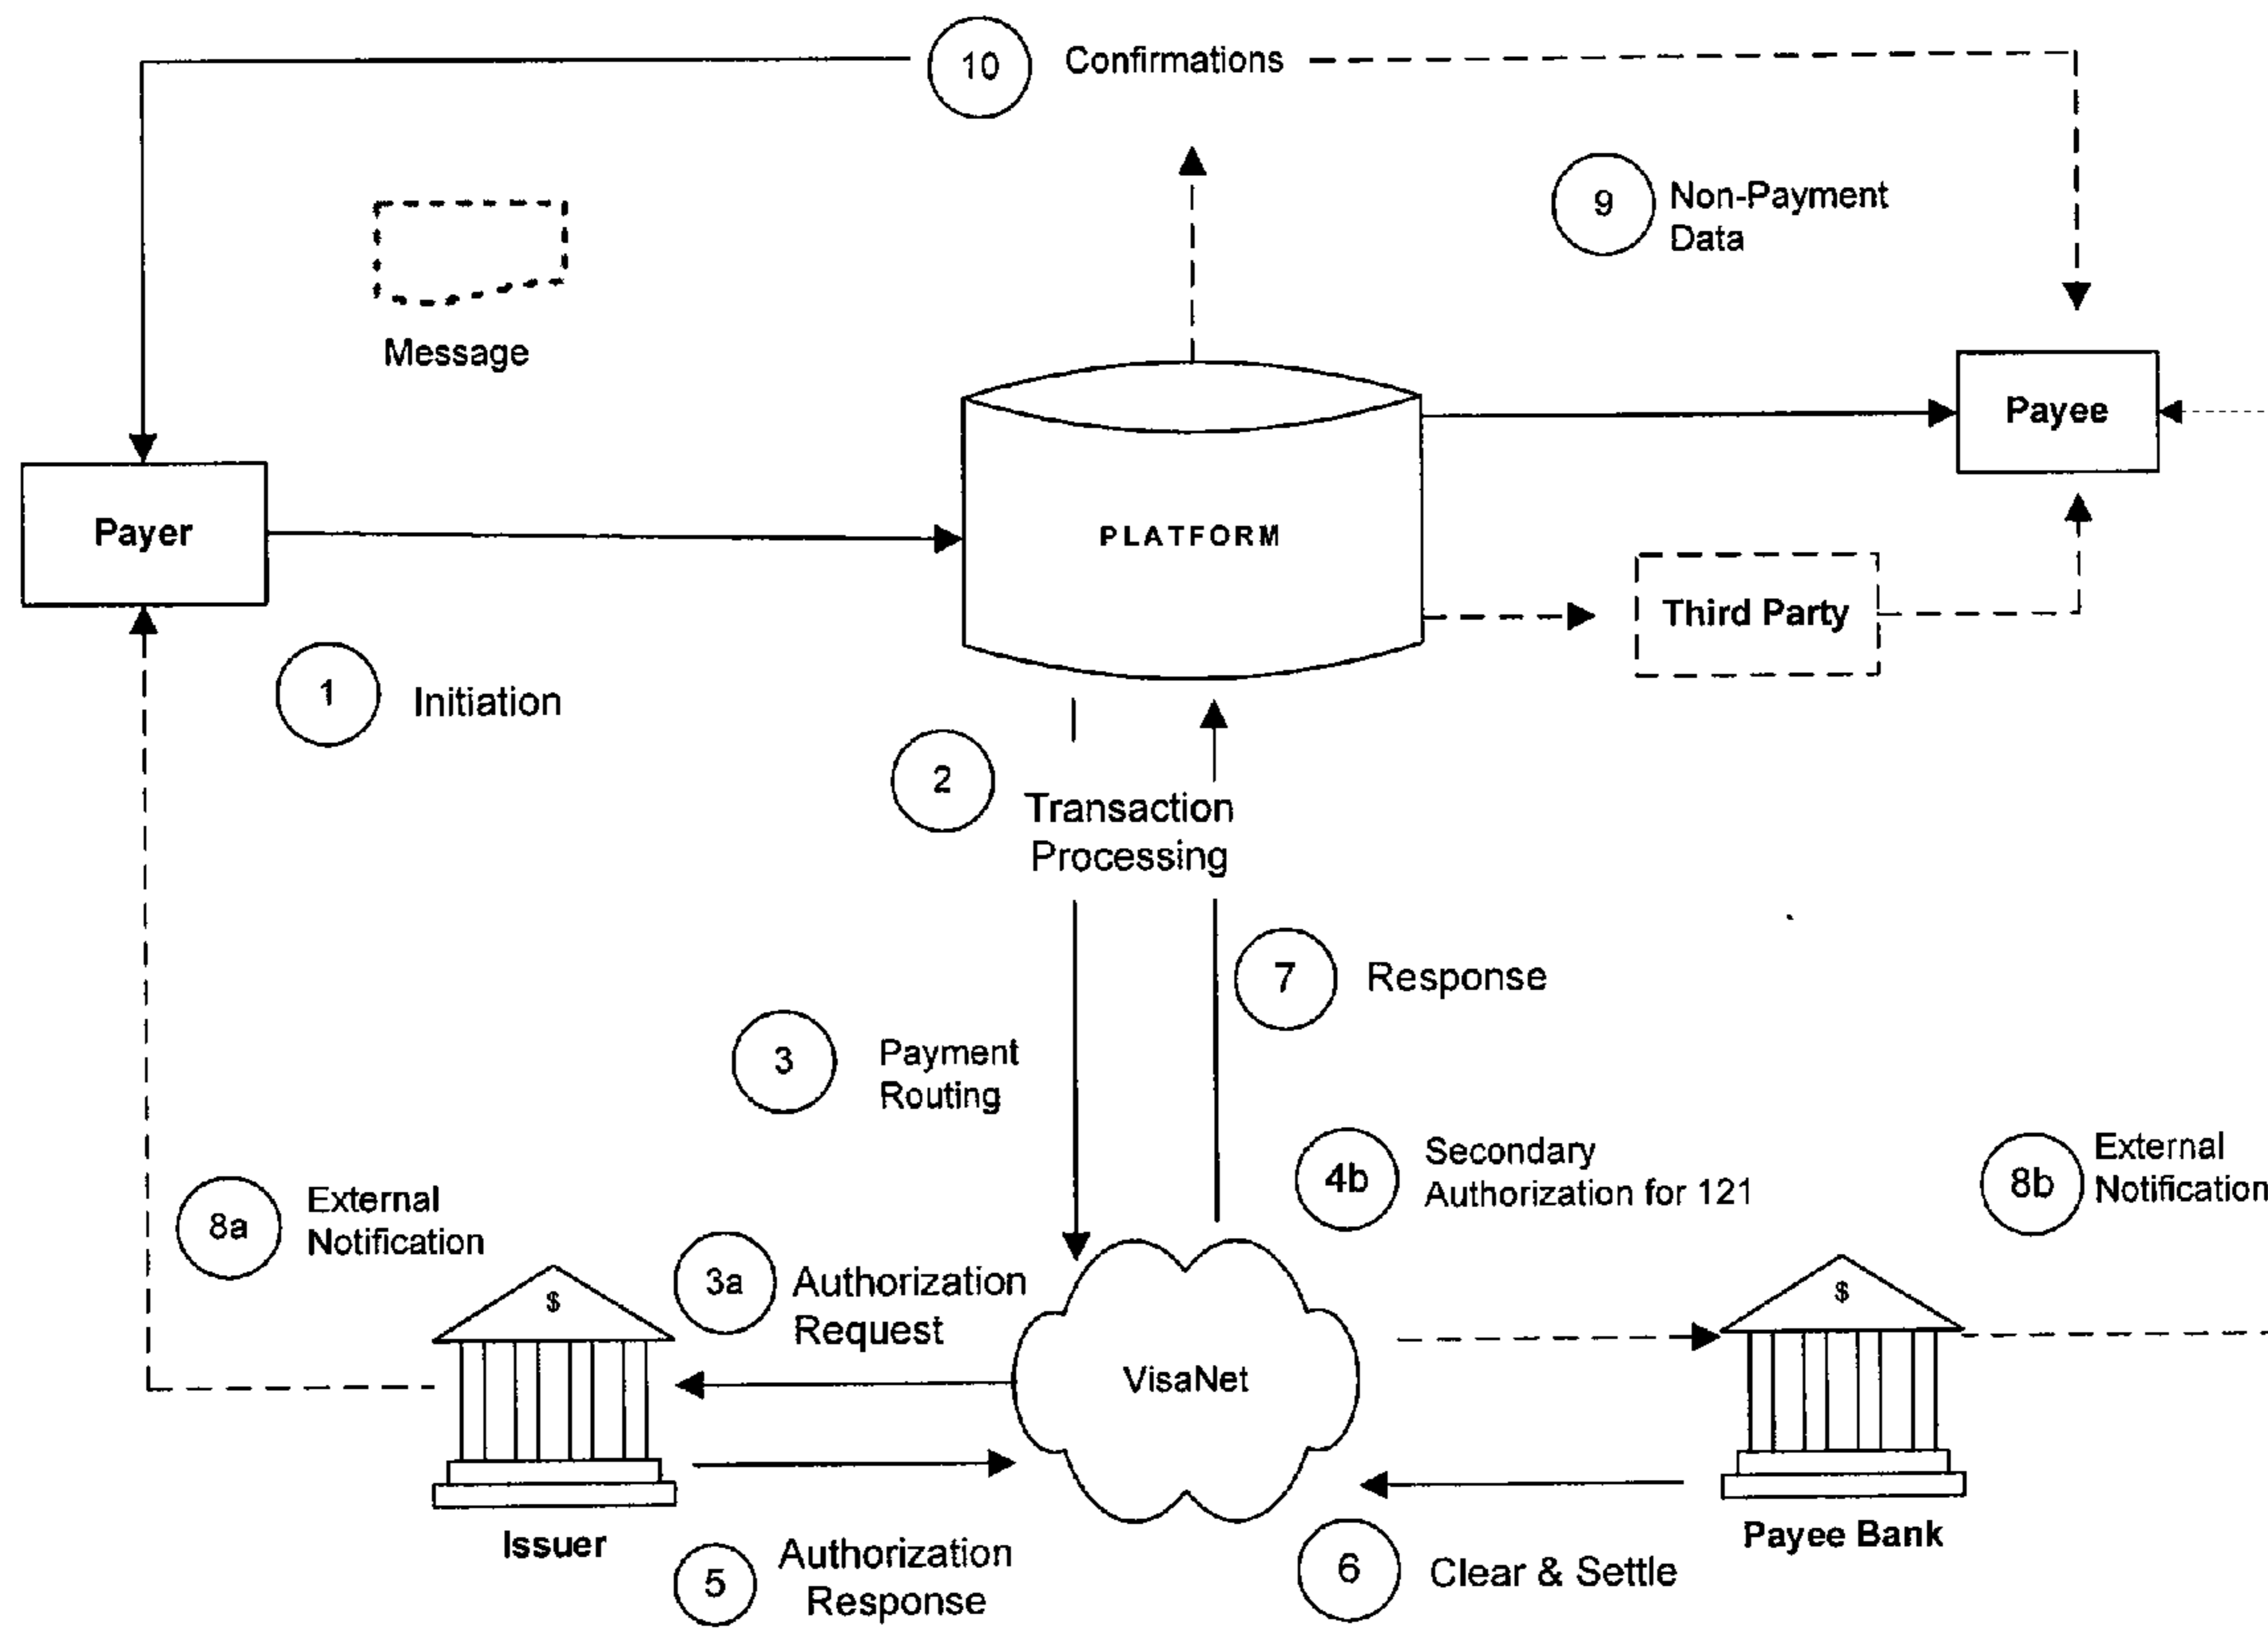 10 Confirmations
9 Non-Payment
Data
Message
Payee
Payer
PLATFORM
Third Party
1 Initiation
2
Transaction
Processing
7 Response
3 Payment
Routing
4b Secondary
Authorization for 121
8b External
Notification
8a External
Notification
3a Authorization
Request
$
$
VisaNet
Issuer
Payee Bank
5 Authorization
Response
6 Clear & Settle